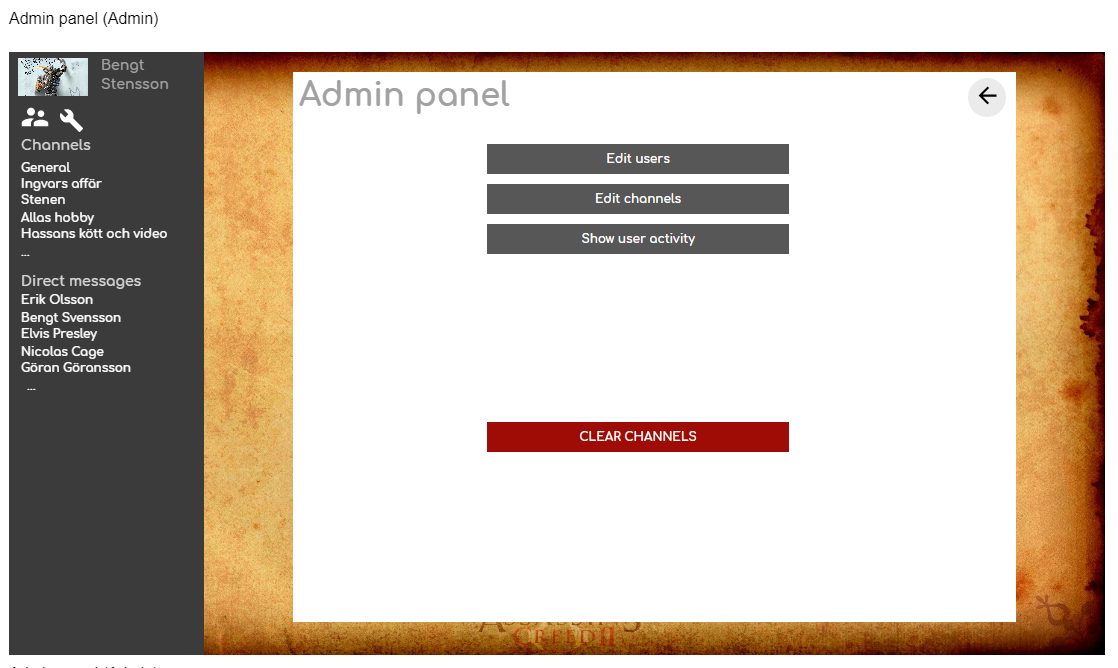 Admin panel (Admin)
Bengt
Stensson
Channels
General
Ingvars affär
Stenen
Allas hobby
Hassans kött och video
...
Direct messages
Erik Olsson
Bengt Svensson
Elvis Presley
Nicolas Cage
Göran Göransson
...
Admin panel
Edit users
Edit channels
Show user activity
CLEAR CHANNELS
CREED II